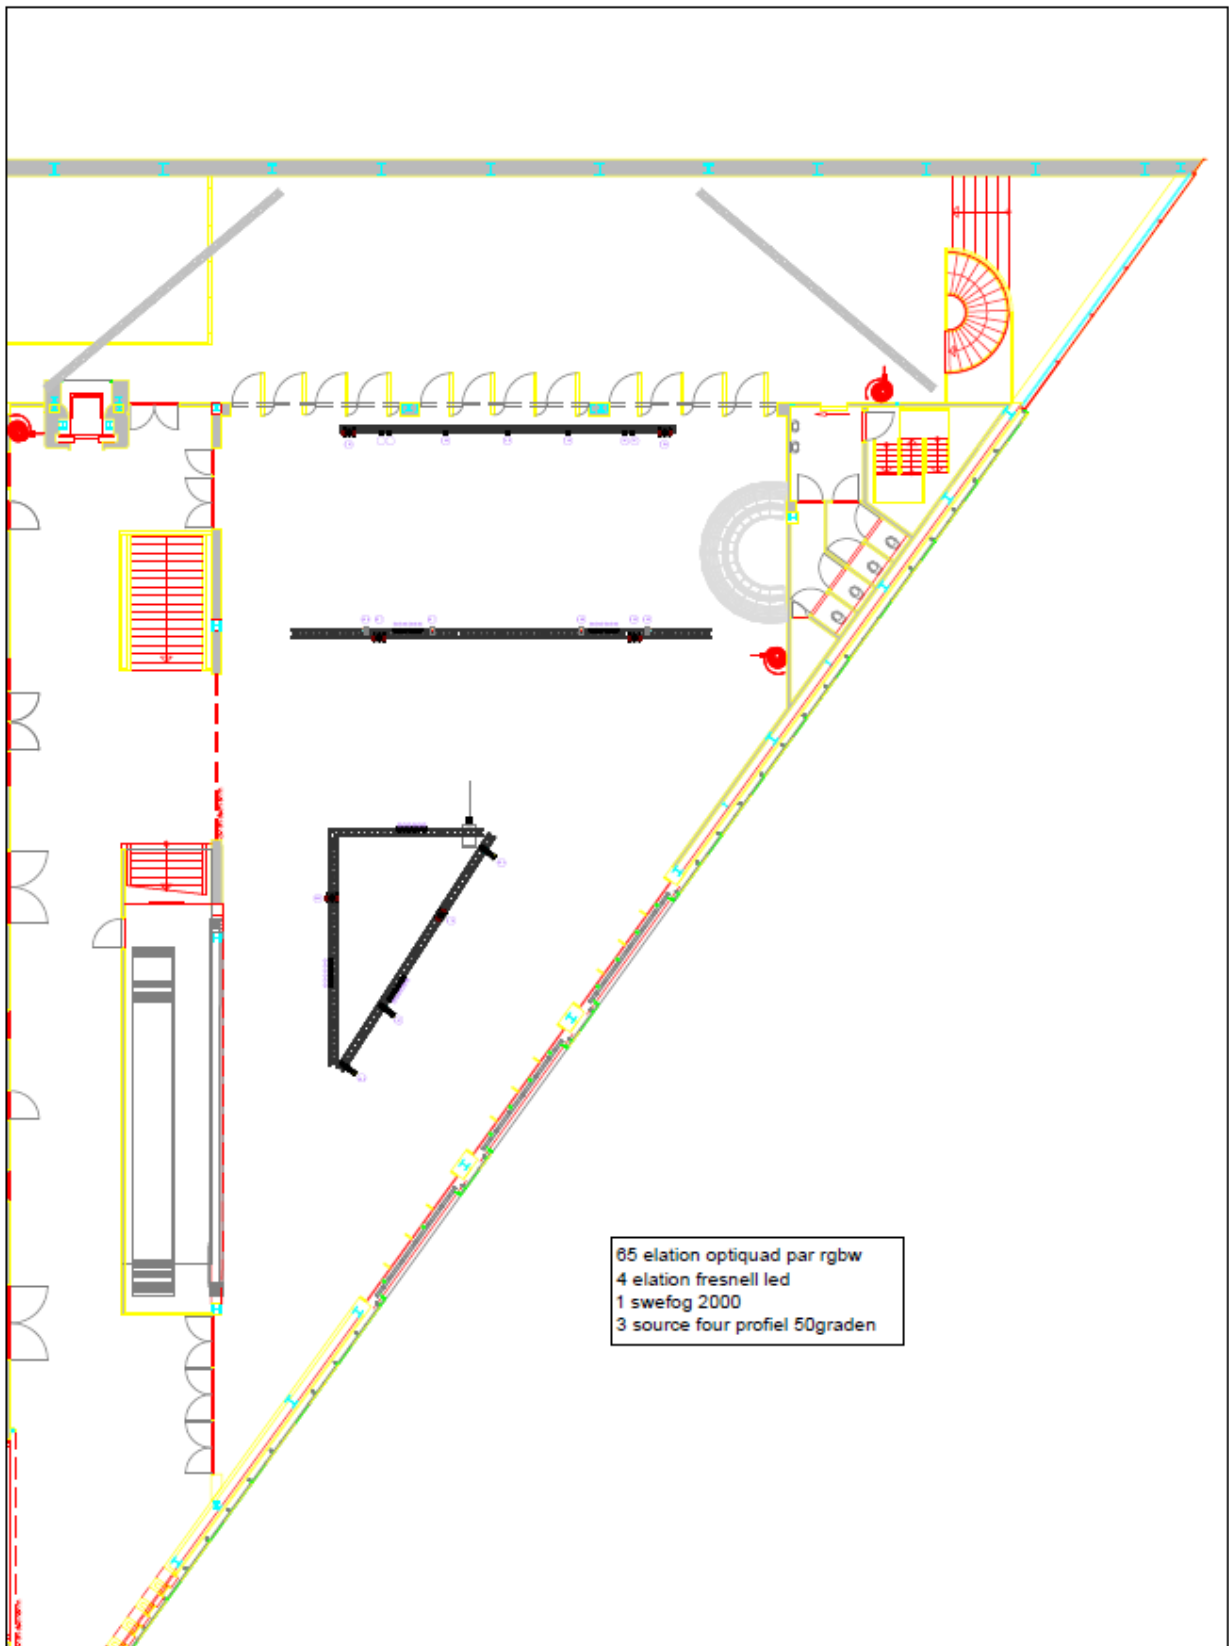 65 elation optiquad par rgbw
4 elation fresnell led
1 swefog 2000
3 source four profiel 50graden